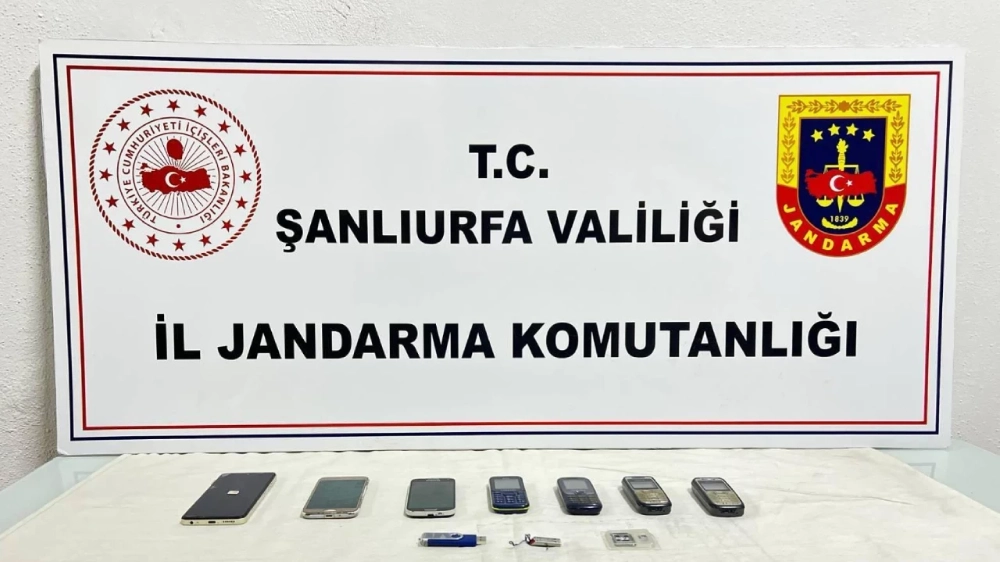 TÜRKİYE CUMHURİYETİ İÇİŞLERİ BAKANLIĞI
T.C.
ŞANLIURFA VALİLİĞİ
İL JANDARMA KOMUTANLIĞI
1839
JANDARMA